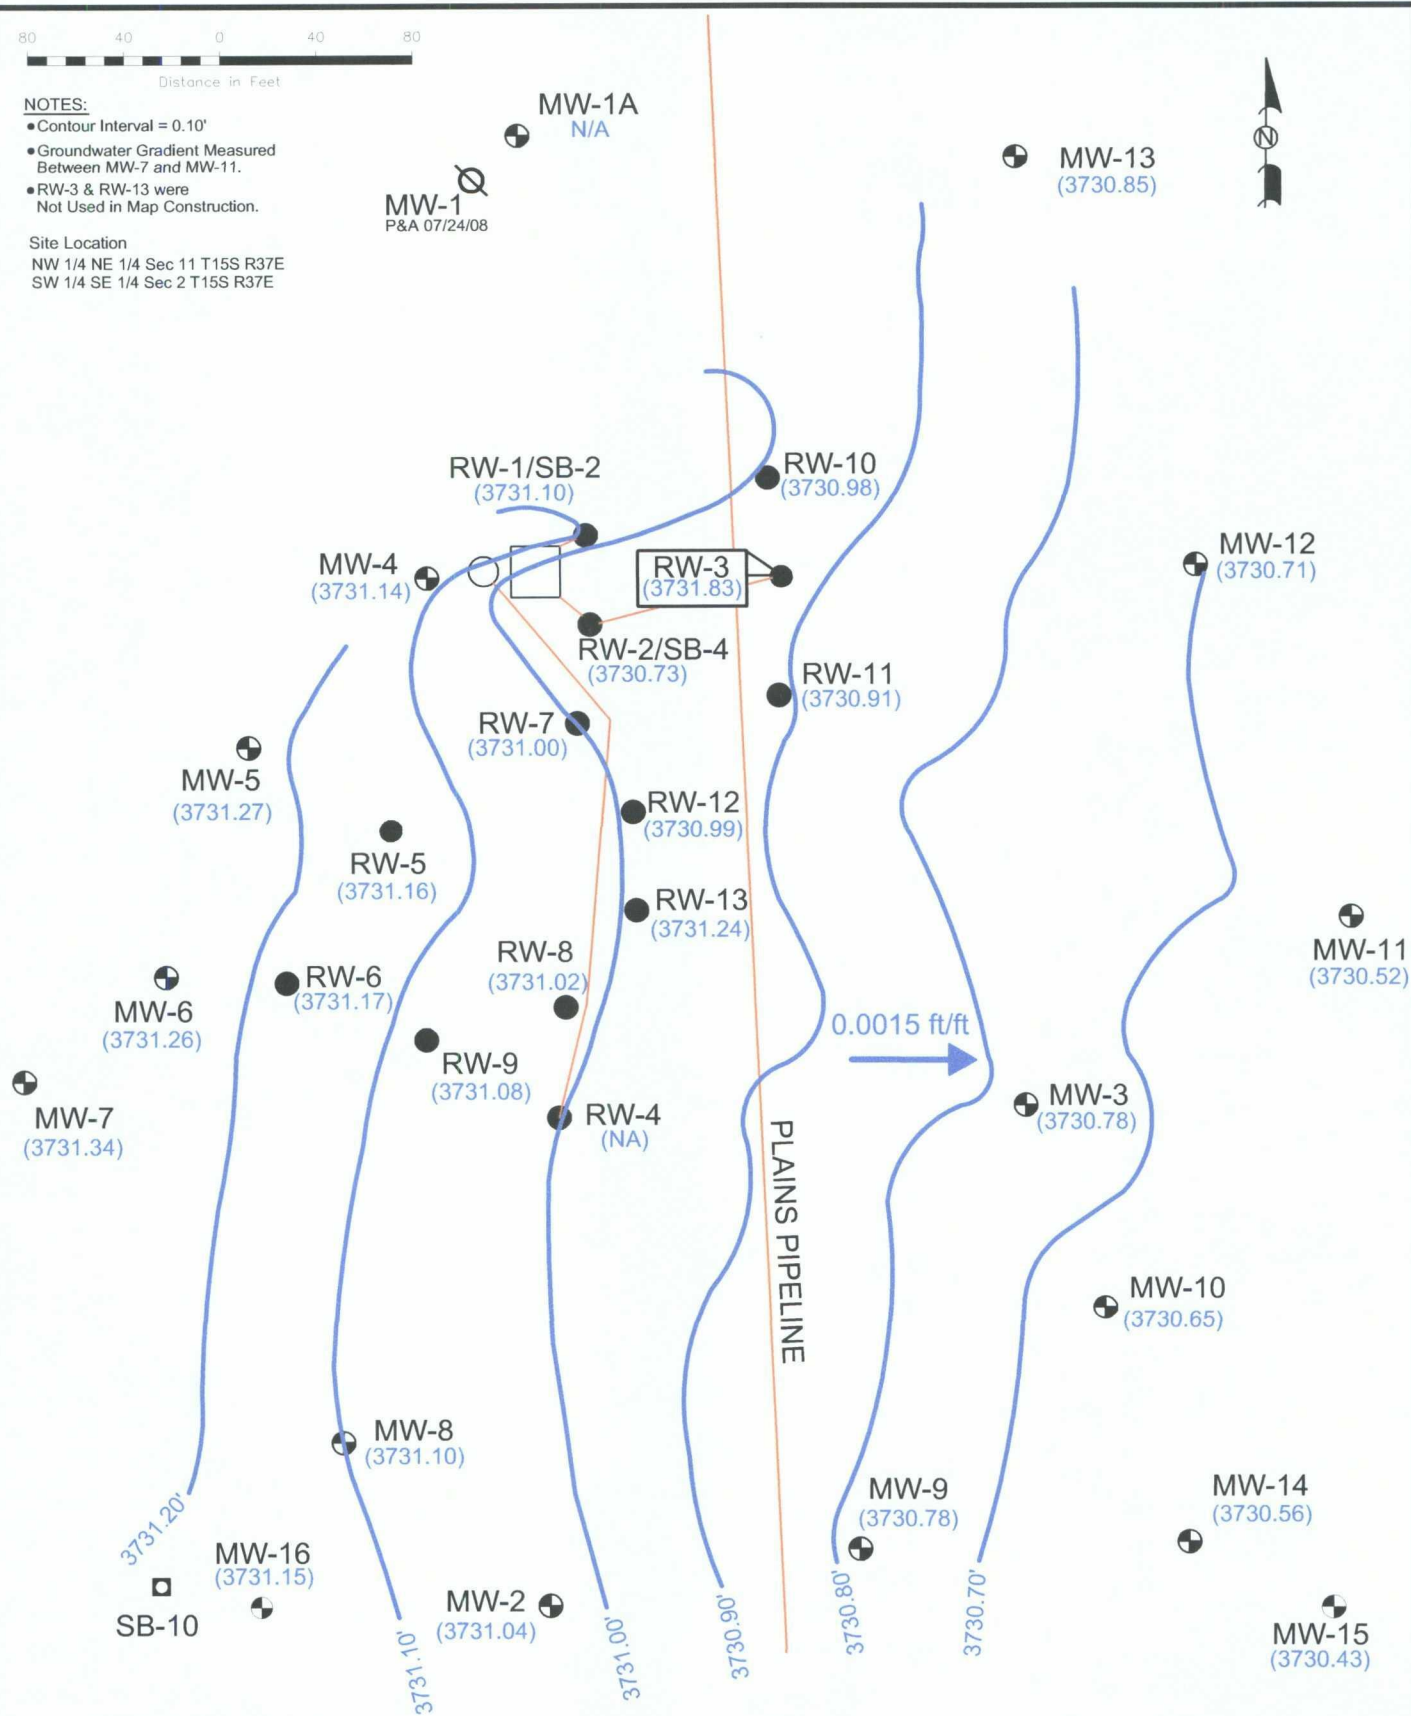 80 40 0 40 80
Distance in Feet
NOTES:
•Contour Interval = 0.10'
•Groundwater Gradient Measured
Between MW-7 and MW-11.
•RW-3 & RW-13 were
Not Used in Map Construction.
Site Location
NW 1/4 NE 1/4 Sec 11 T15S R37E
SW 1/4 SE 1/4 Sec 2 T15S R37E
MW-1A
N/A
MW-1
P&A 07/24/08
MW-13
(3730.85)
N
RW-1/SB-2
(3731.10)
RW-10
(3730.98)
MW-4
(3731.14)
RW-3
(3731.83)
MW-12
(3730.71)
RW-2/SB-4
(3730.73)
RW-11
(3730.91)
RW-7
(3731.00)
MW-5
(3731.27)
RW-12
(3730.99)
RW-5
(3731.16)
RW-13
(3731.24)
RW-8
(3731.02)
MW-11
(3730.52)
RW-6
(3731.17)
MW-6
(3731.26)
0.0015 ft/ft
RW-9
(3731.08)
MW-7
(3731.34)
RW-4
(NA)
MW-3
(3730.78)
PLAINS PIPELINE
MW-10
(3730.65)
MW-8
(3731.10)
MW-9
(3730.78)
MW-14
(3730.56)
3731.20'
MW-16
(3731.15)
SB-10
MW-2
(3731.04)
MW-15
(3730.43)
3731.10'
3731.00'
3730.90'
3730.80'
3730.70'